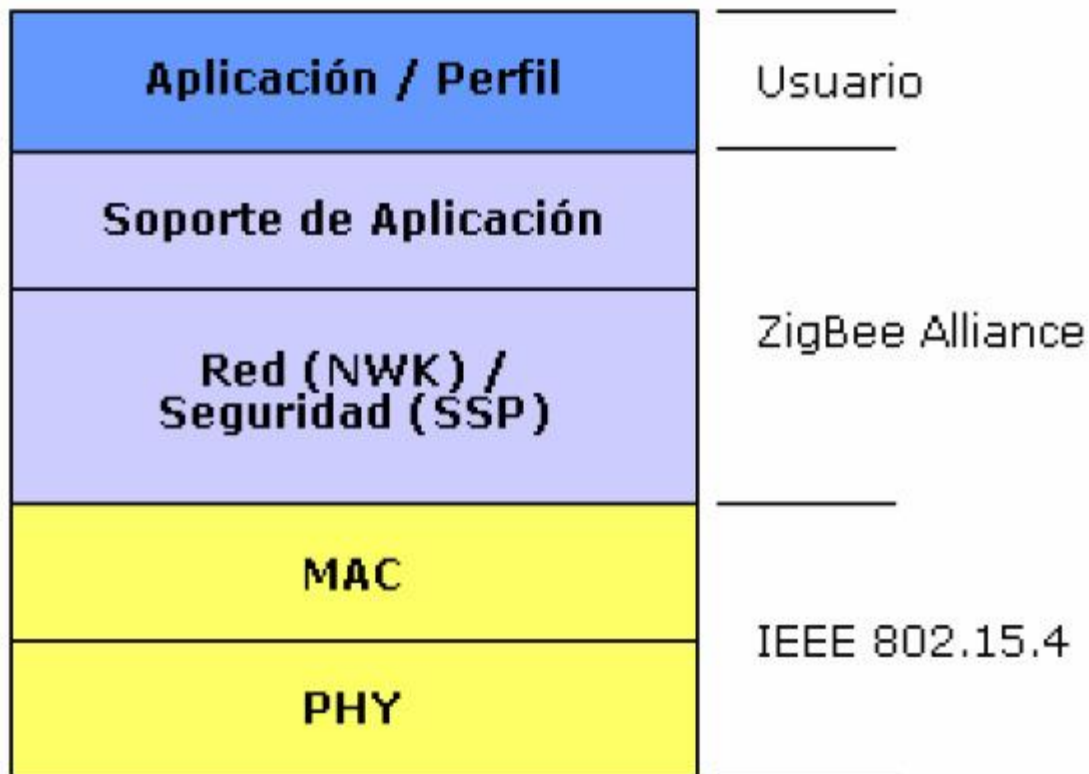 Aplicación / Perfil
Usuario
Soporte de Aplicación
Red (NWK) /
Seguridad (SSP)
ZigBee Alliance
MAC
PHY
IEEE 802.15.4